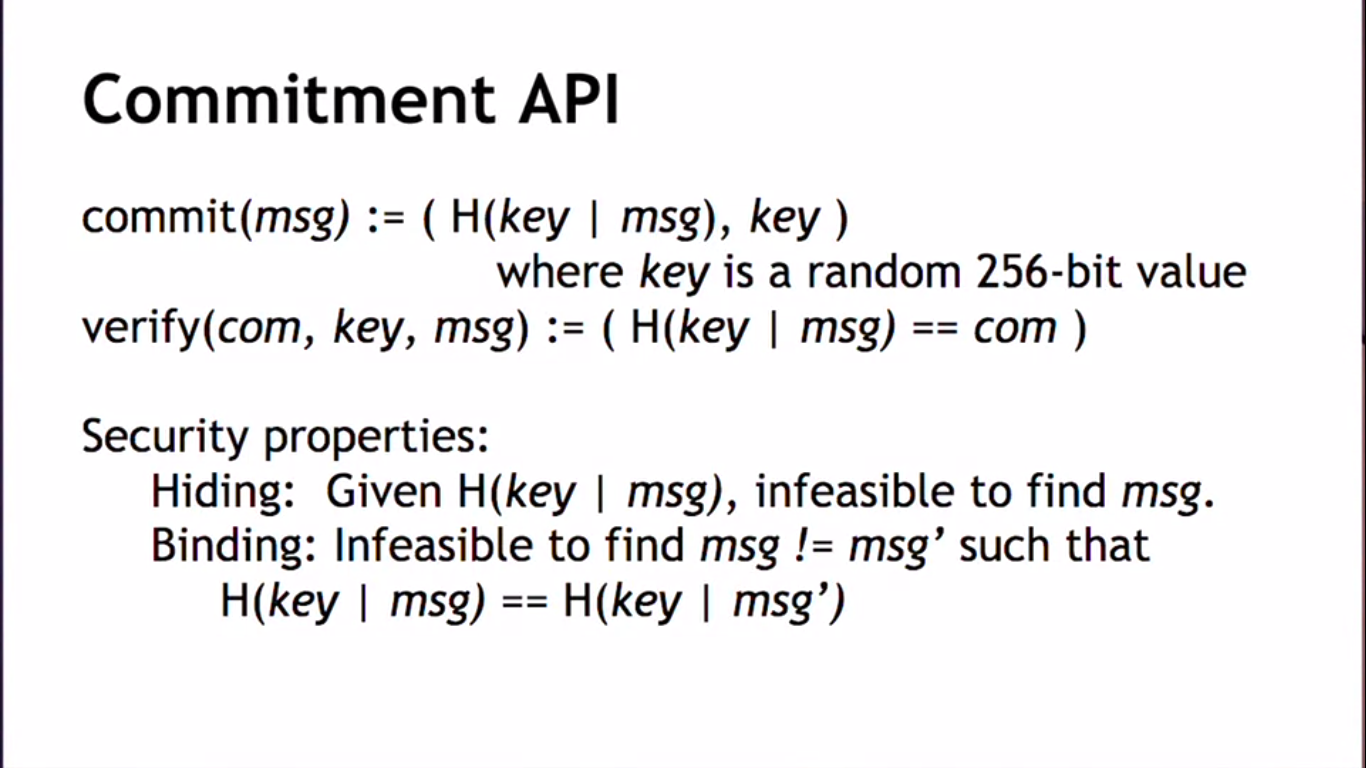 Commitment API
commit(msg) := ( H(key | msg), key )
where key is a random 256-bit value
verify(com, key, msg) := ( H(key | msg) == com )
Security properties:
Hiding: Given H(key | msg), infeasible to find msg.
Binding: Infeasible to find msg != msg’ such that
H(key | msg) == H(key | msg’)